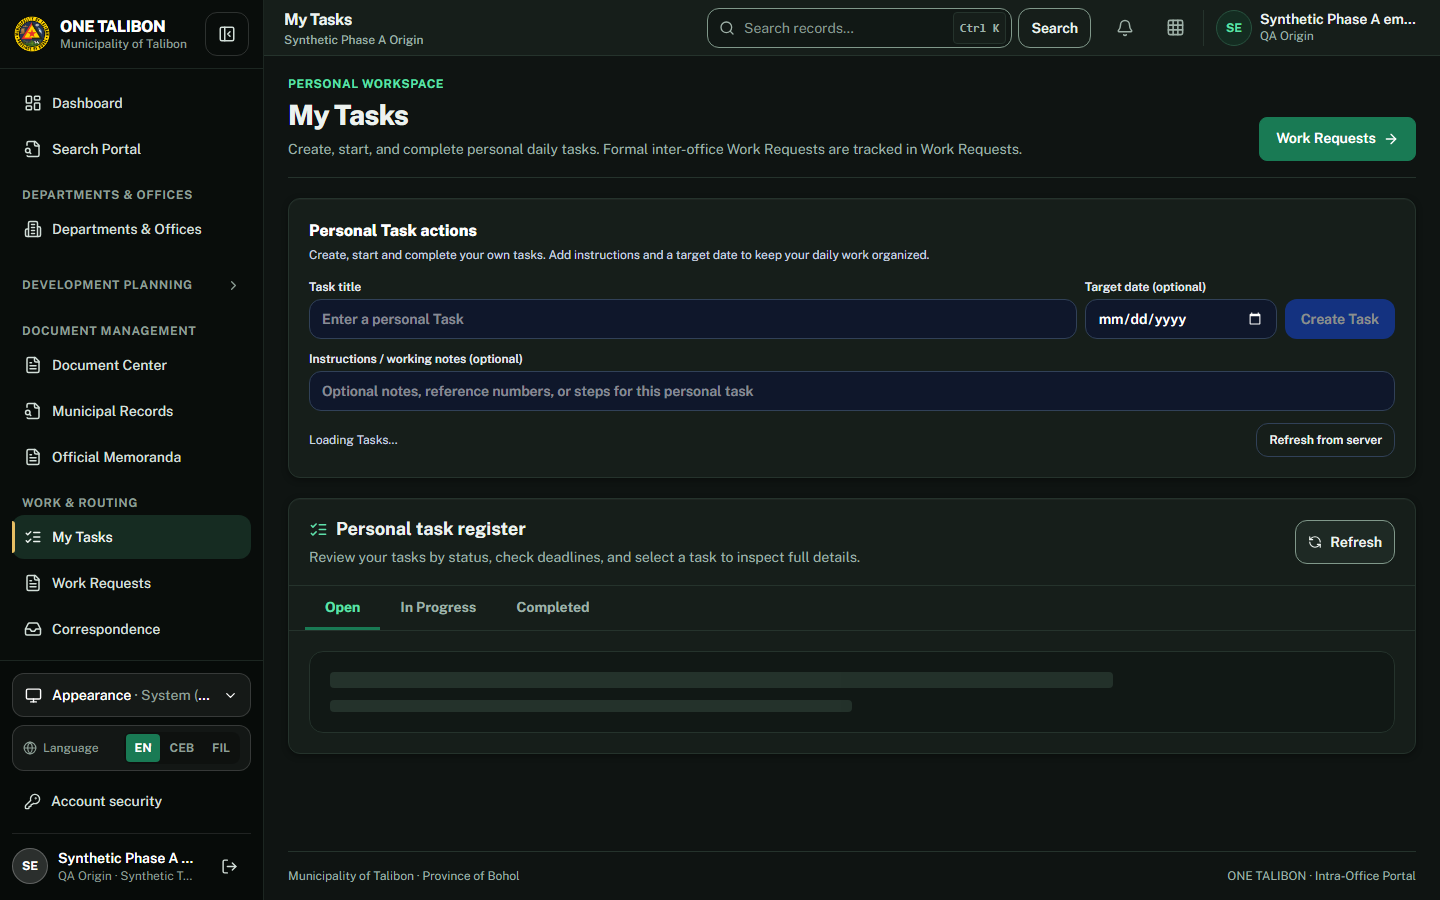 ONE TALIBON
Municipality of Talibon
Dashboard
Search Portal
DEPARTMENTS & OFFICES
Departments & Offices
DEVELOPMENT PLANNING
DOCUMENT MANAGEMENT
Document Center
Municipal Records
Official Memoranda
WORK & ROUTING
My Tasks
Work Requests
Correspondence
Appearance · System (...
Language EN CEB FIL
Account security
SE Synthetic Phase A ...
QA Origin · Synthetic T...
My Tasks
Synthetic Phase A Origin
Search records... Ctrl K Search
SE Synthetic Phase A em...
QA Origin
PERSONAL WORKSPACE
My Tasks
Create, start, and complete personal daily tasks. Formal inter-office Work Requests are tracked in Work Requests.
Work Requests
Personal Task actions
Create, start and complete your own tasks. Add instructions and a target date to keep your daily work organized.
Task title Target date (optional)
Enter a personal Task mm/dd/yyyy Create Task
Instructions / working notes (optional)
Optional notes, reference numbers, or steps for this personal task
Loading Tasks... Refresh from server
Personal task register
Review your tasks by status, check deadlines, and select a task to inspect full details.
Refresh
Open In Progress Completed
Municipality of Talibon · Province of Bohol ONE TALIBON · Intra-Office Portal